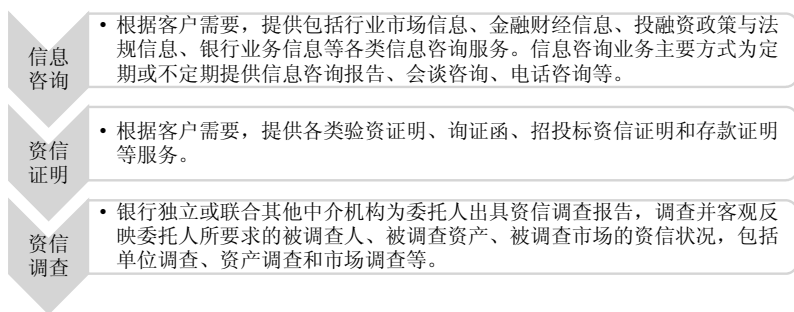 信息
咨询
• 根据客户需要，提供包括行业市场信息、金融财经信息、投融资政策与法
规信息、银行业务信息等各类信息咨询服务。信息咨询业务主要方式为定
期或不定期提供信息咨询报告、会谈咨询、电话咨询等。
资信
证明
• 根据客户需要，提供各类验资证明、询证函、招投标资信证明和存款证明
等服务。
资信
调查
• 银行独立或联合其他中介机构为委托人出具资信调查报告，调查并客观反
映委托人所要求的被调查人、被调查资产、被调查市场的资信状况，包括
单位调查、资产调查和市场调查等。